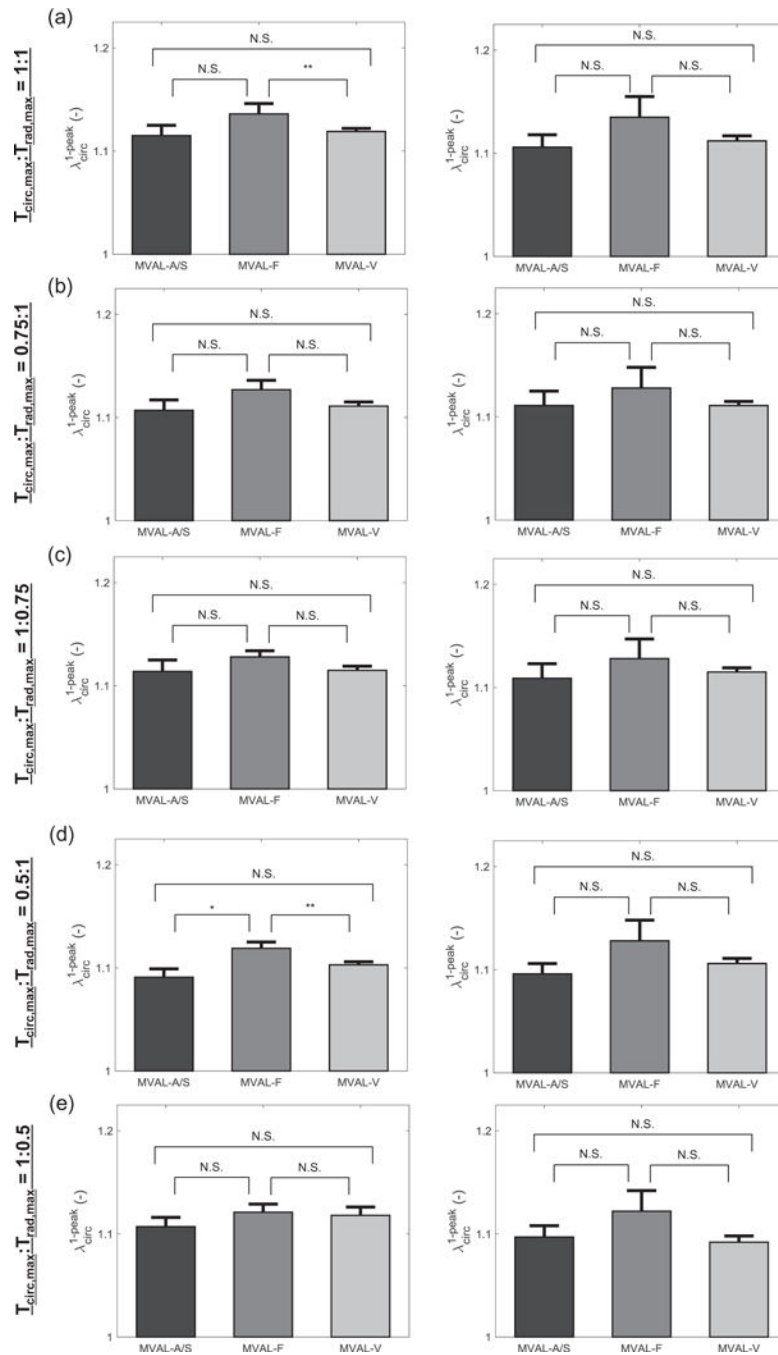 (a)
T_circ,max:T_rad,max = 1:1
1.2
1.1
1
λ_circ^1-peak (-)
N.S.
N.S.
**
MVAL-A/S
MVAL-F
MVAL-V
1.2
1.1
1
λ_circ^1-peak (-)
N.S.
N.S.
N.S.
MVAL-A/S
MVAL-F
MVAL-V
(b)
T_circ,max:T_rad,max = 0.75:1
1.2
1.1
1
λ_circ^1-peak (-)
N.S.
N.S.
N.S.
MVAL-A/S
MVAL-F
MVAL-V
1.2
1.1
1
λ_circ^1-peak (-)
N.S.
N.S.
N.S.
MVAL-A/S
MVAL-F
MVAL-V
(c)
T_circ,max:T_rad,max = 1:0.75
1.2
1.1
1
λ_circ^1-peak (-)
N.S.
N.S.
N.S.
MVAL-A/S
MVAL-F
MVAL-V
1.2
1.1
1
λ_circ^1-peak (-)
N.S.
N.S.
N.S.
MVAL-A/S
MVAL-F
MVAL-V
(d)
T_circ,max:T_rad,max = 0.5:1
1.2
1.1
1
λ_circ^1-peak (-)
N.S.
*
**
MVAL-A/S
MVAL-F
MVAL-V
1.2
1.1
1
λ_circ^1-peak (-)
N.S.
N.S.
N.S.
MVAL-A/S
MVAL-F
MVAL-V
(e)
T_circ,max:T_rad,max = 1:0.5
1.2
1.1
1
λ_circ^1-peak (-)
N.S.
N.S.
N.S.
MVAL-A/S
MVAL-F
MVAL-V
1.2
1.1
1
λ_circ^1-peak (-)
N.S.
N.S.
N.S.
MVAL-A/S
MVAL-F
MVAL-V